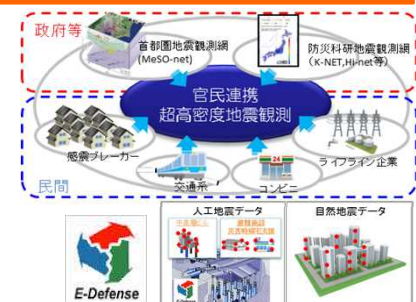 政府等
首都圏地震観測網
(MeSO-net)
防災科研地震観測網
(K-NET,Hi-net等)
官民連携
超高密度地震観測
感震ブレーカー
ライフライン企業
民間
交通系
24
コンビニ
人工地震データ
自然地震データ
E-Defense